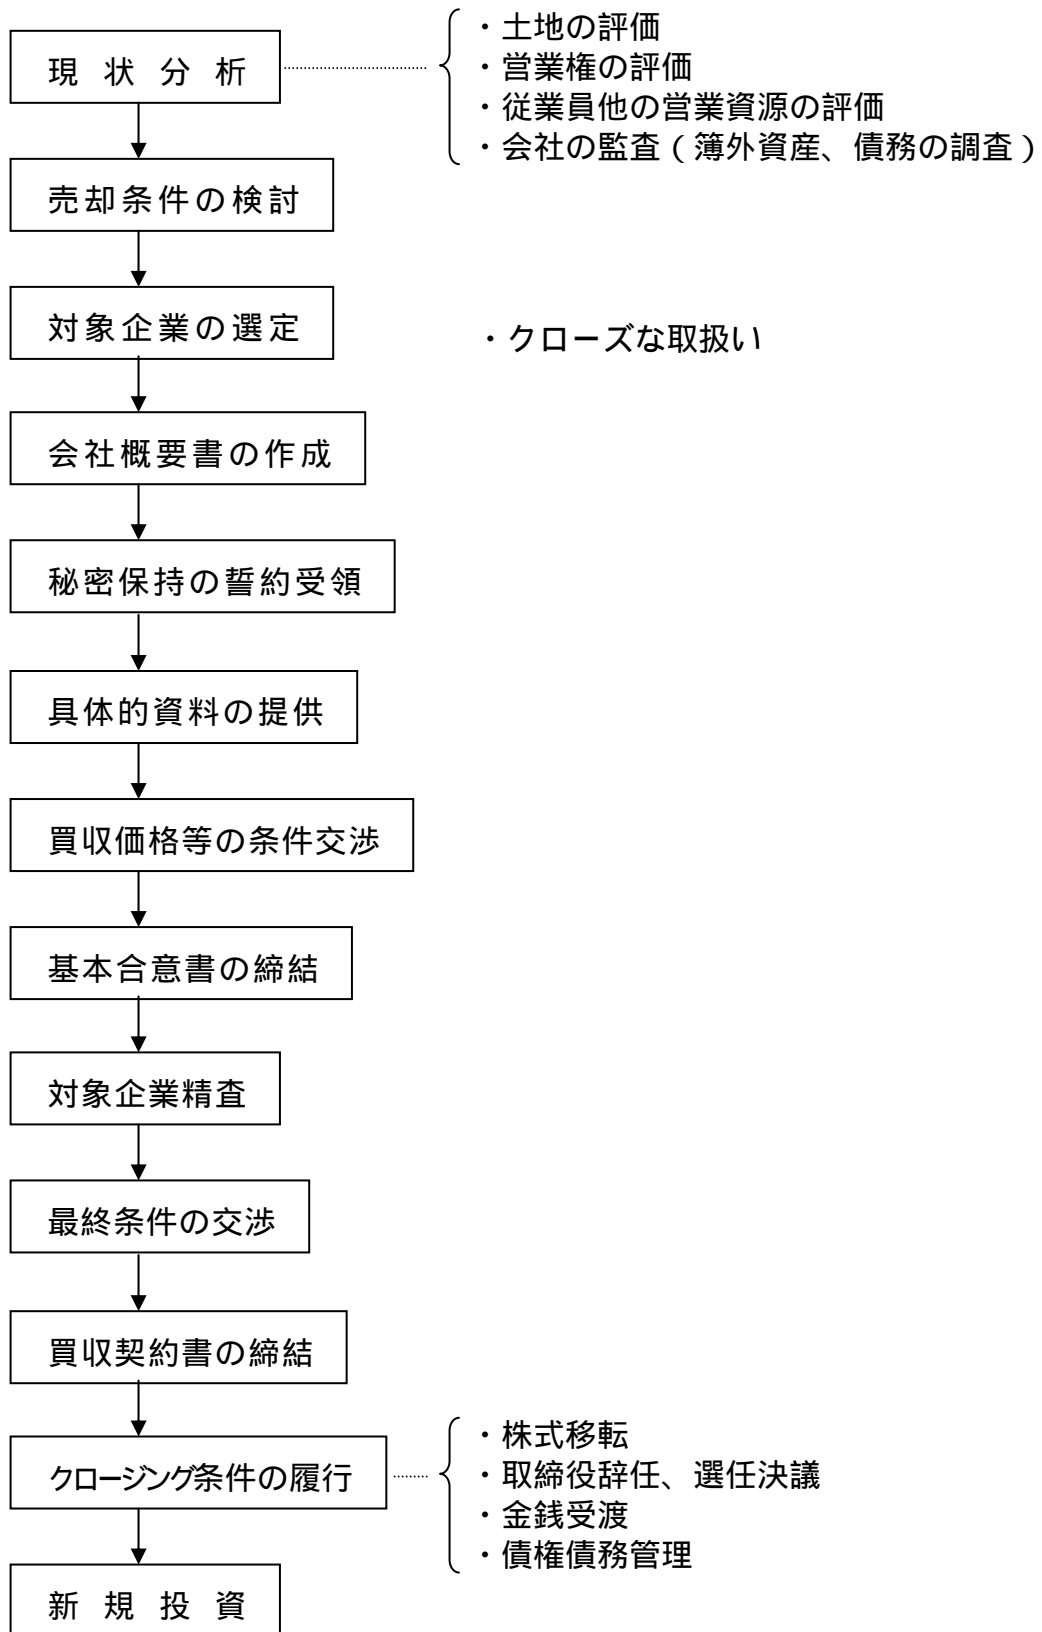 現状分析
・土地の評価
・営業権の評価
・従業員他の営業資源の評価
・会社の監査（簿外資産、債務の調査）
売却条件の検討
対象企業の選定
・クローズな取扱い
会社概要書の作成
秘密保持の誓約受領
具体的資料の提供
買収価格等の条件交渉
基本合意書の締結
対象企業精査
最終条件の交渉
買収契約書の締結
クロージング条件の履行
・株式移転
・取締役辞任、選任決議
・金銭受渡
・債権債務管理
新規投資